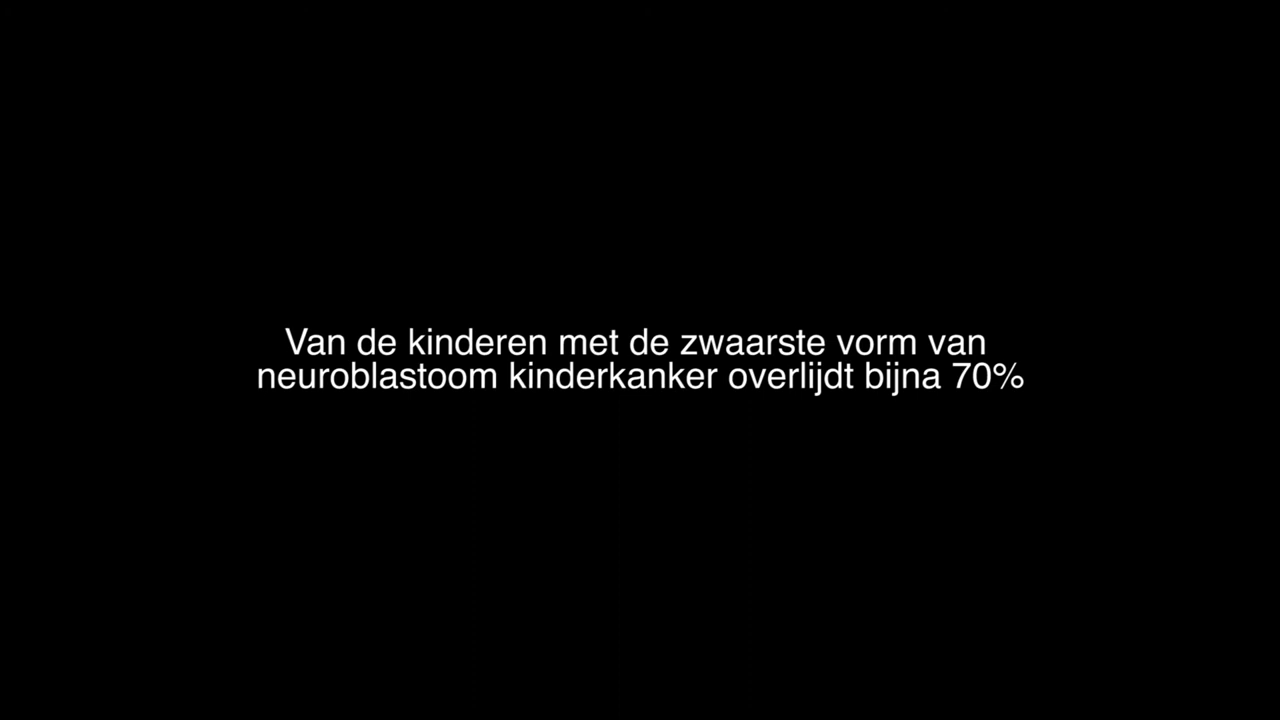 Van de kinderen met de zwaarste vorm van
neuroblastoom kinderkanker overlijdt bijna 70%